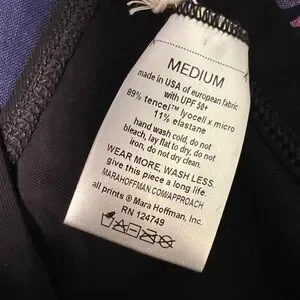 MEDIUM
made in USA of european fabric
with UPF 50+
89% tencel™ lyocell x micro
11% elastane
hand wash cold, do not
bleach, lay flat to dry, do not
iron, do not dry clean.
WEAR MORE, WASH LESS.
give this piece a long life.
MARAHOFFMAN.COM/APPROACH
all prints ® Mara Hoffman, Inc.
RN 124749